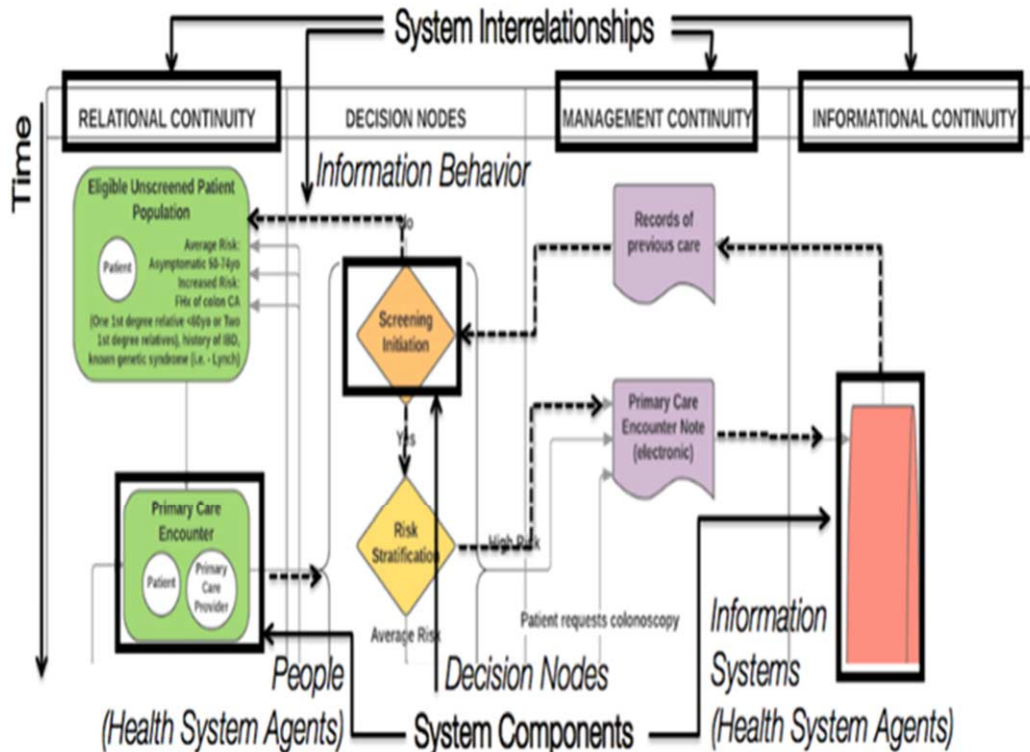 System Interrelationships
Time
RELATIONAL CONTINUITY
DECISION NODES
MANAGEMENT CONTINUITY
INFORMATIONAL CONTINUITY
Information Behavior
Eligible Unscreened Patient
Population
Patient
Average Risk:
Asymptomatic 50-74yo
Increased Risk:
FHx of colon CA
(One 1st degree relative <60yo or Two
1st degree relatives), history of IBD,
known genetic syndrome (i.e. - Lynch)
No
Screening
Initiation
Yes
Records of
previous care
Primary Care
Encounter Note
(electronic)
Primary Care
Encounter
Patient
Primary
Care
Provider
Risk
Stratification
High Risk
Average Risk
Patient requests colonoscopy
People
(Health System Agents)
Decision Nodes
System Components
Information
Systems
(Health System Agents)